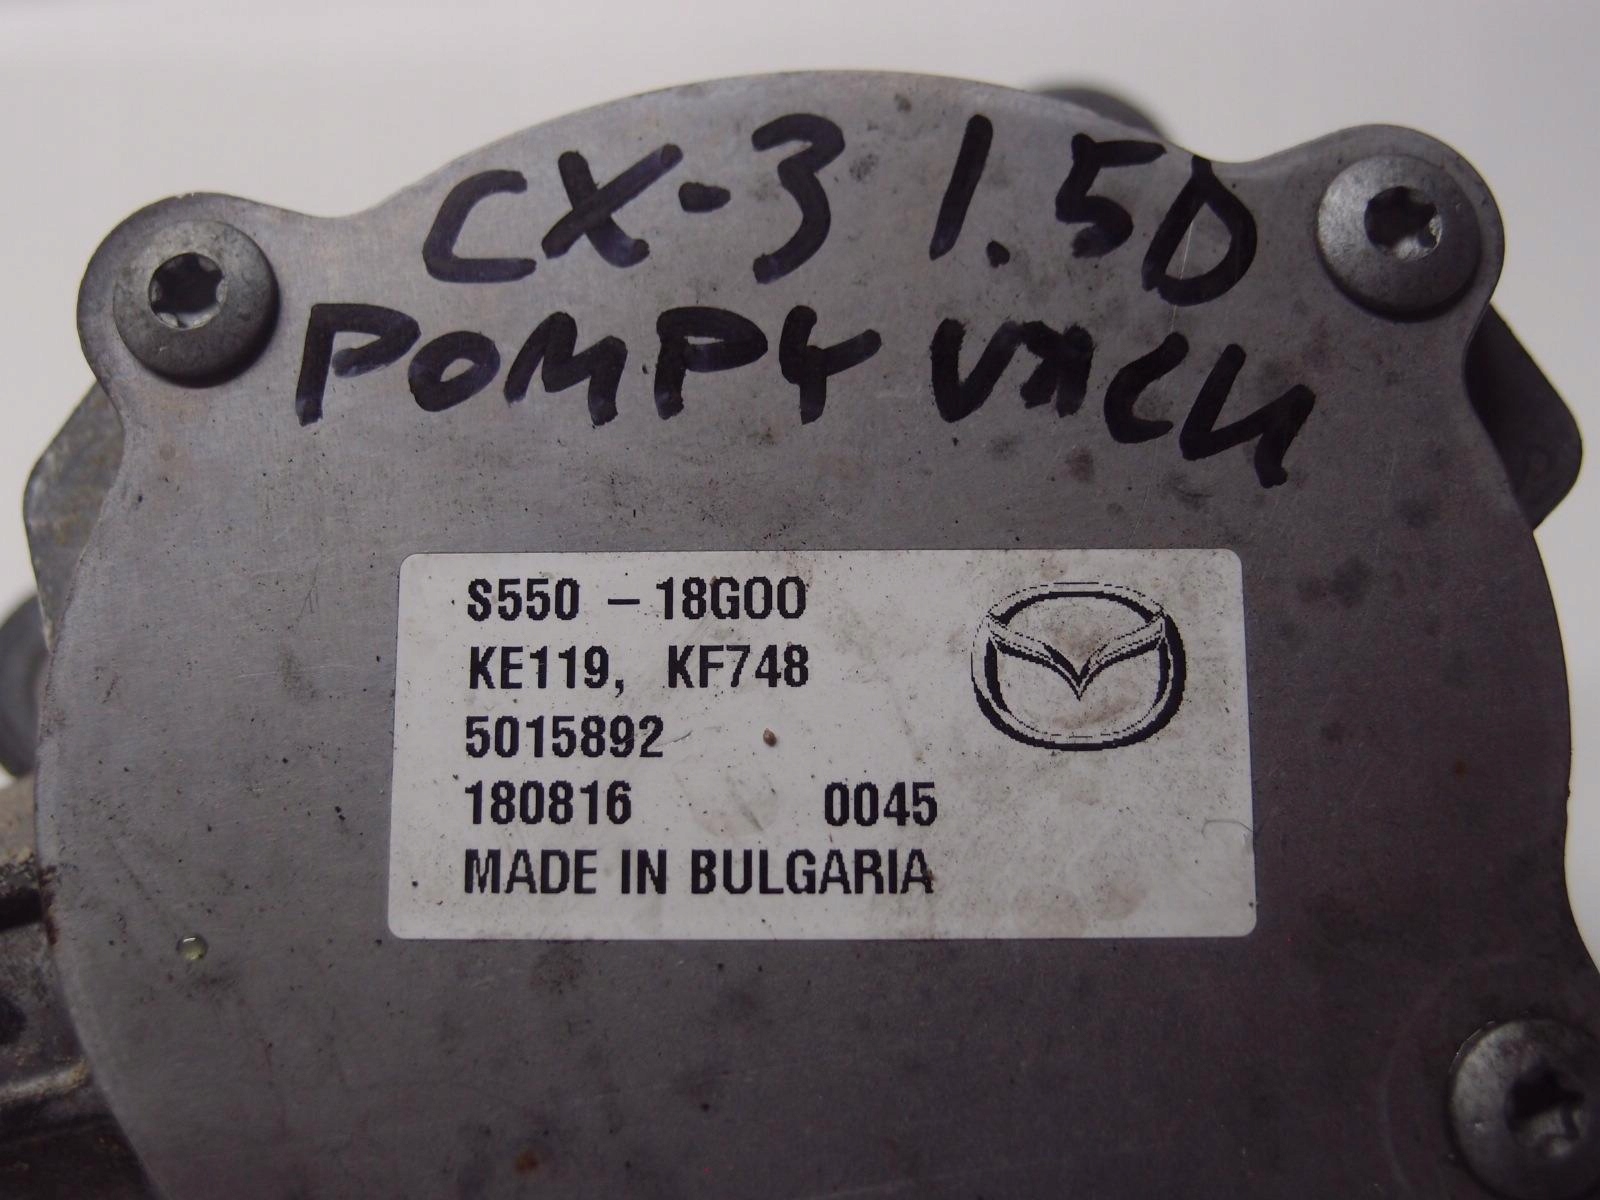 CX-3 1.5D
POMPY VACU
S550 - 18G00
KE119, KF748
5015892
180816 0045
MADE IN BULGARIA